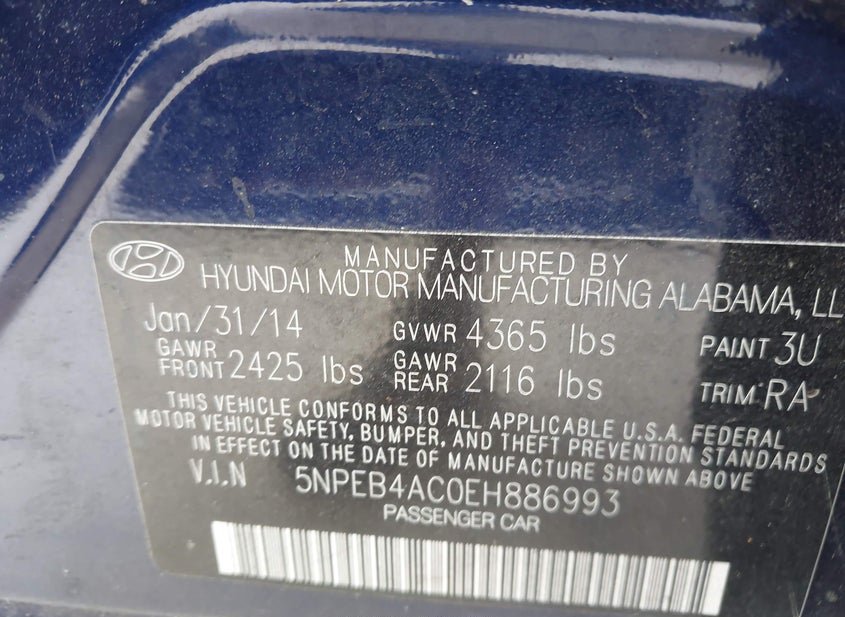 MANUFACTURED BY
HYUNDAI MOTOR MANUFACTURING ALABAMA, LL
Jan/31/14 GVWR 4365 lbs PAINT 3U
GAWR FRONT 2425 lbs GAWR REAR 2116 lbs TRIM: RA
THIS VEHICLE CONFORMS TO ALL APPLICABLE U.S.A. FEDERAL
MOTOR VEHICLE SAFETY, BUMPER, AND THEFT PREVENTION STANDARDS
IN EFFECT ON THE DATE OF MANUFACTURE SHOWN ABOVE
V.I.N 5NPEB4AC0EH886993
PASSENGER CAR